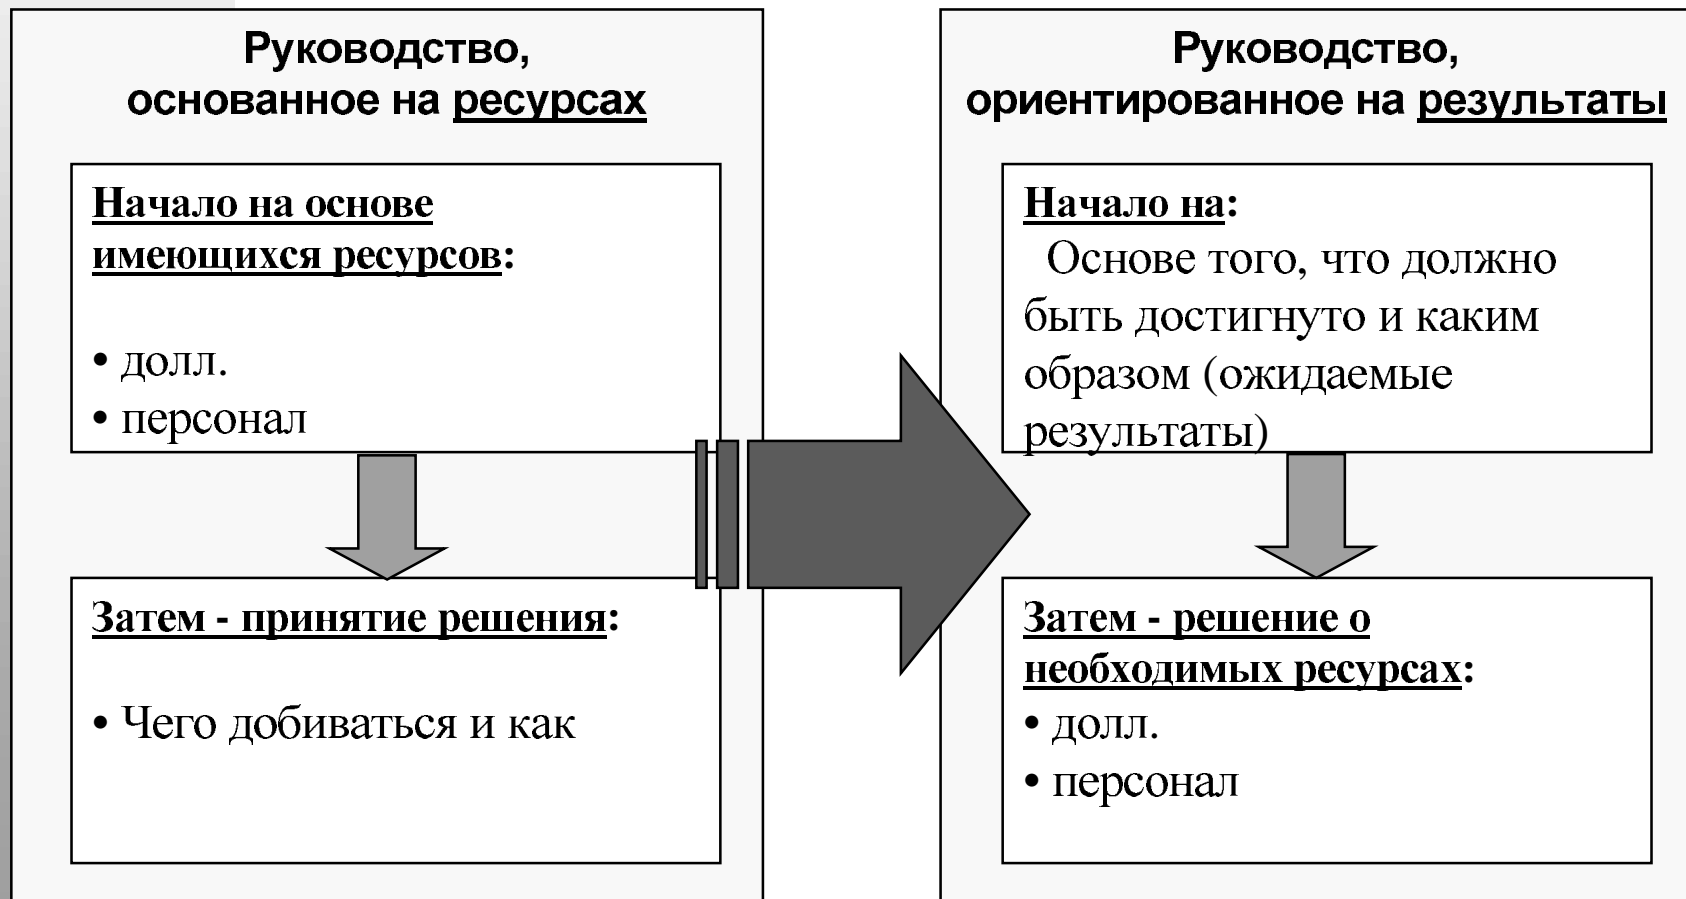 Руководство,
основанное на ресурсах
Начало на основе
имеющихся ресурсов:
• долл.
• персонал
Затем - принятие решения:
• Чего добиваться и как
Руководство,
ориентированное на результаты
Начало на:
Основе того, что должно
быть достигнуто и каким
образом (ожидаемые
результаты)
Затем - решение о
необходимых ресурсах:
• долл.
• персонал